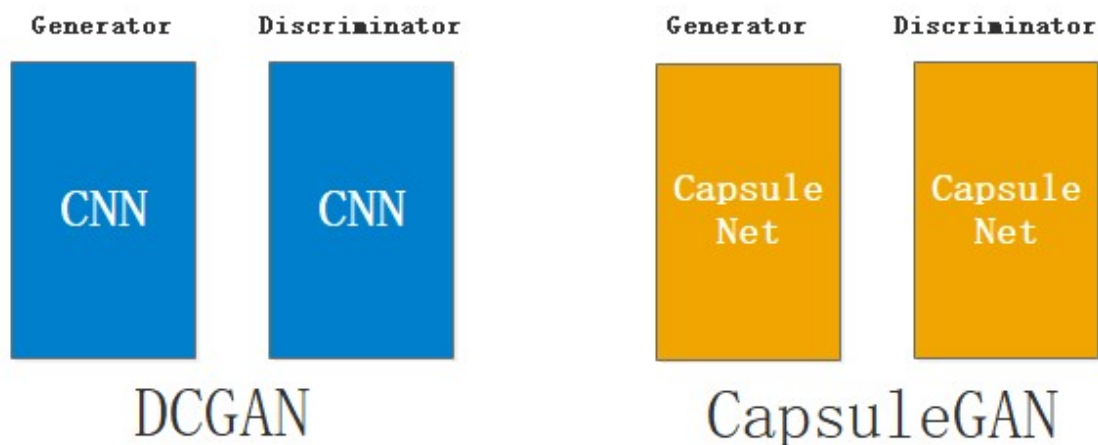 Generator Discriminator Generator Discriminator
CNN CNN Capsule Net Capsule Net
DCGAN CapsuleGAN